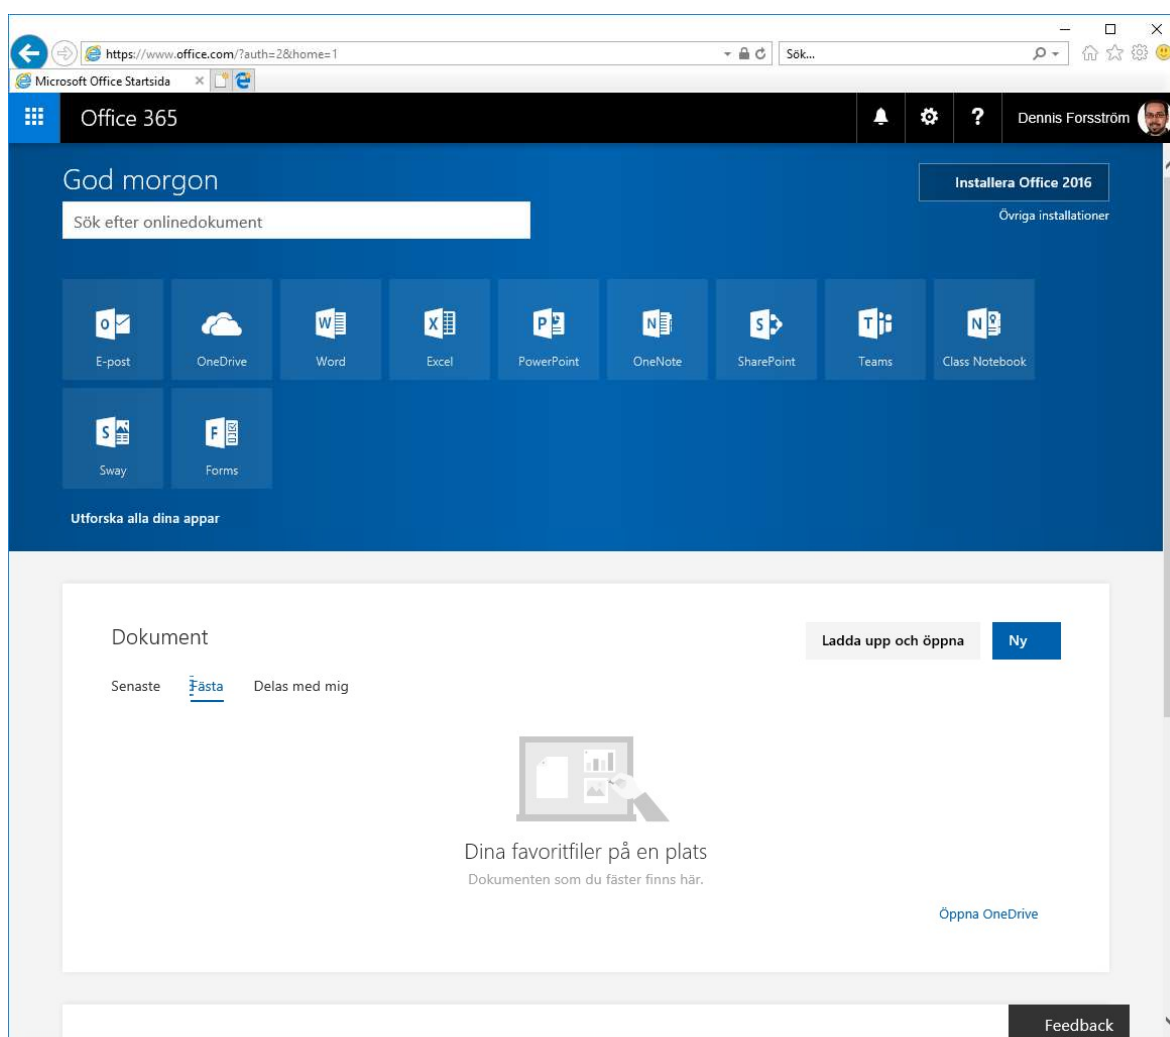 https://www.office.com/?auth=2&home=1
Sök...
Microsoft Office Startsida
Office 365
?
Dennis Forsström
God morgon
Installera Office 2016
Sök efter onlinedokument
Övriga installationer
E-post OneDrive Word Excel PowerPoint OneNote SharePoint Teams Class Notebook
Sway Forms
Utforska alla dina appar
Dokument
Ladda upp och öppna
Ny
Senaste Fästa Delas med mig
Dina favoritfiler på en plats
Dokumenten som du fäster finns här.
Öppna OneDrive
Feedback